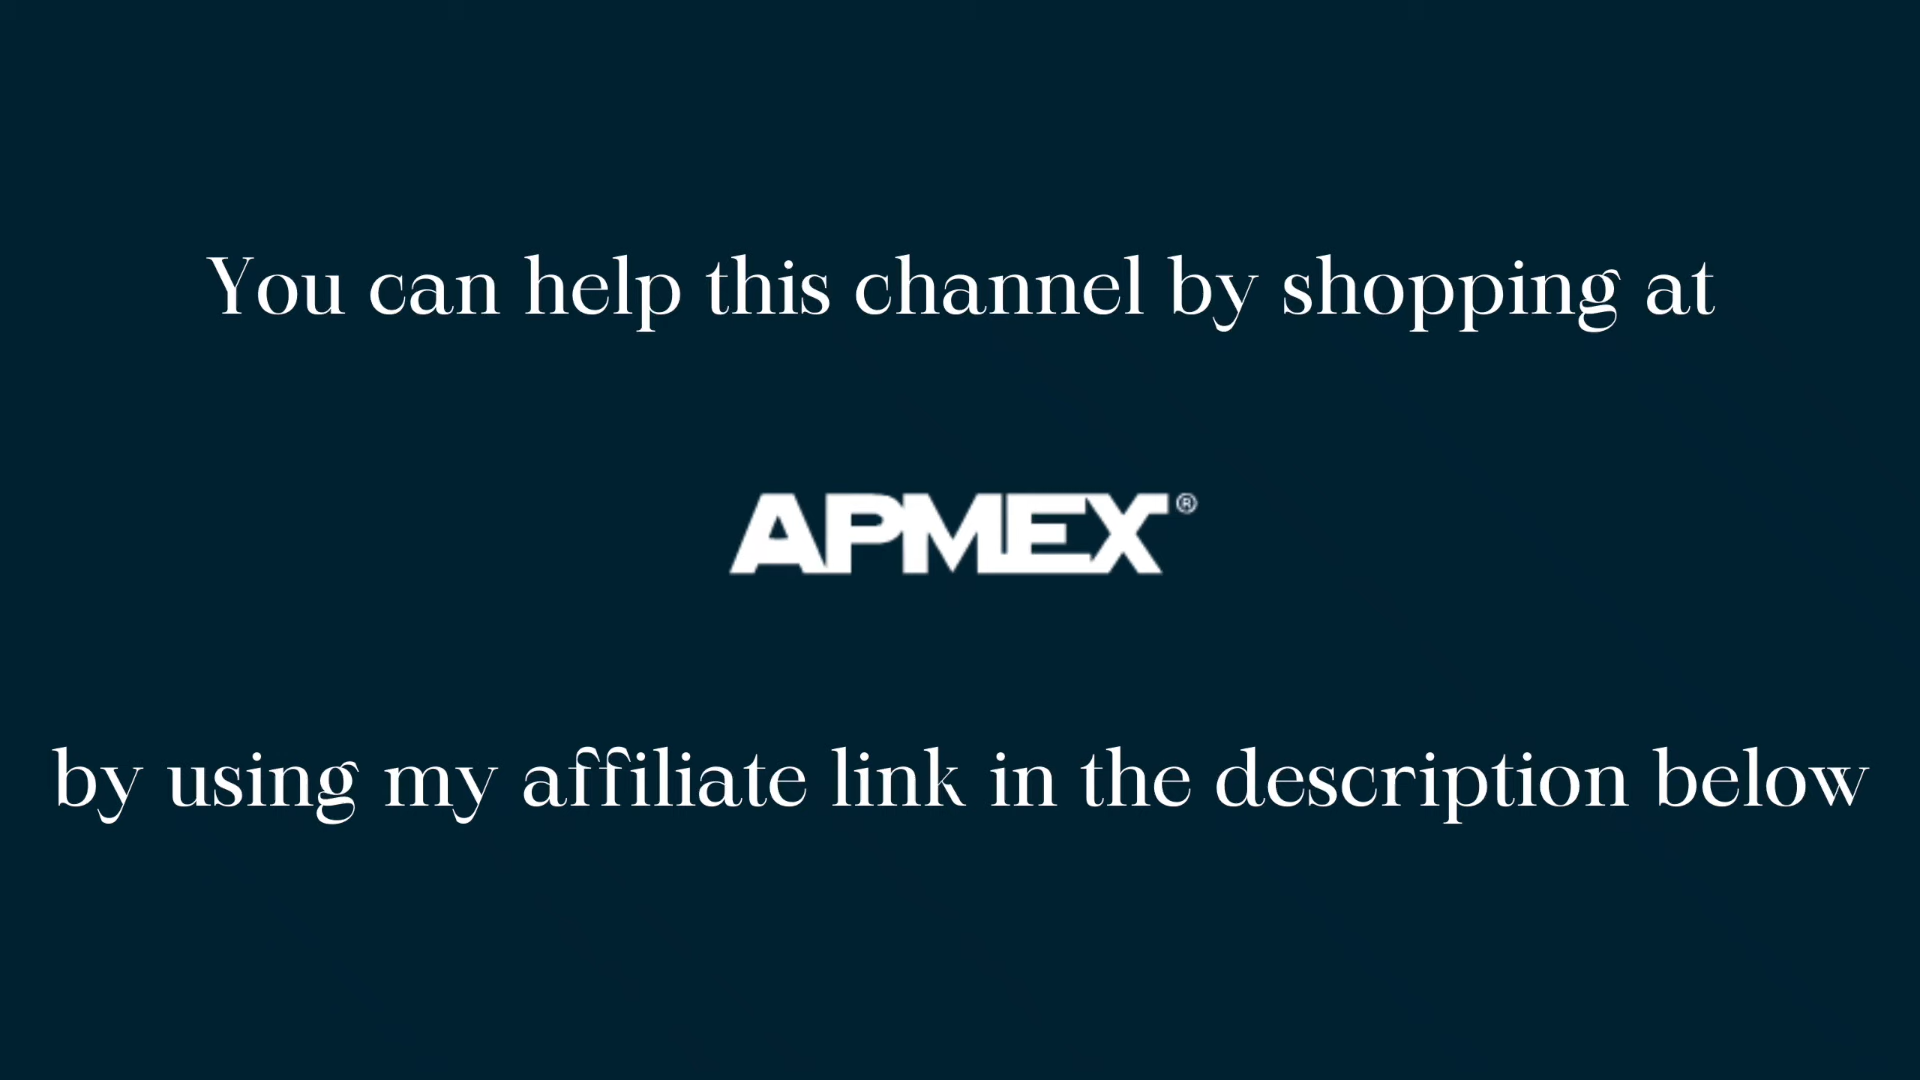 You can help this channel by shopping at
APMEX®
by using my affiliate link in the description below